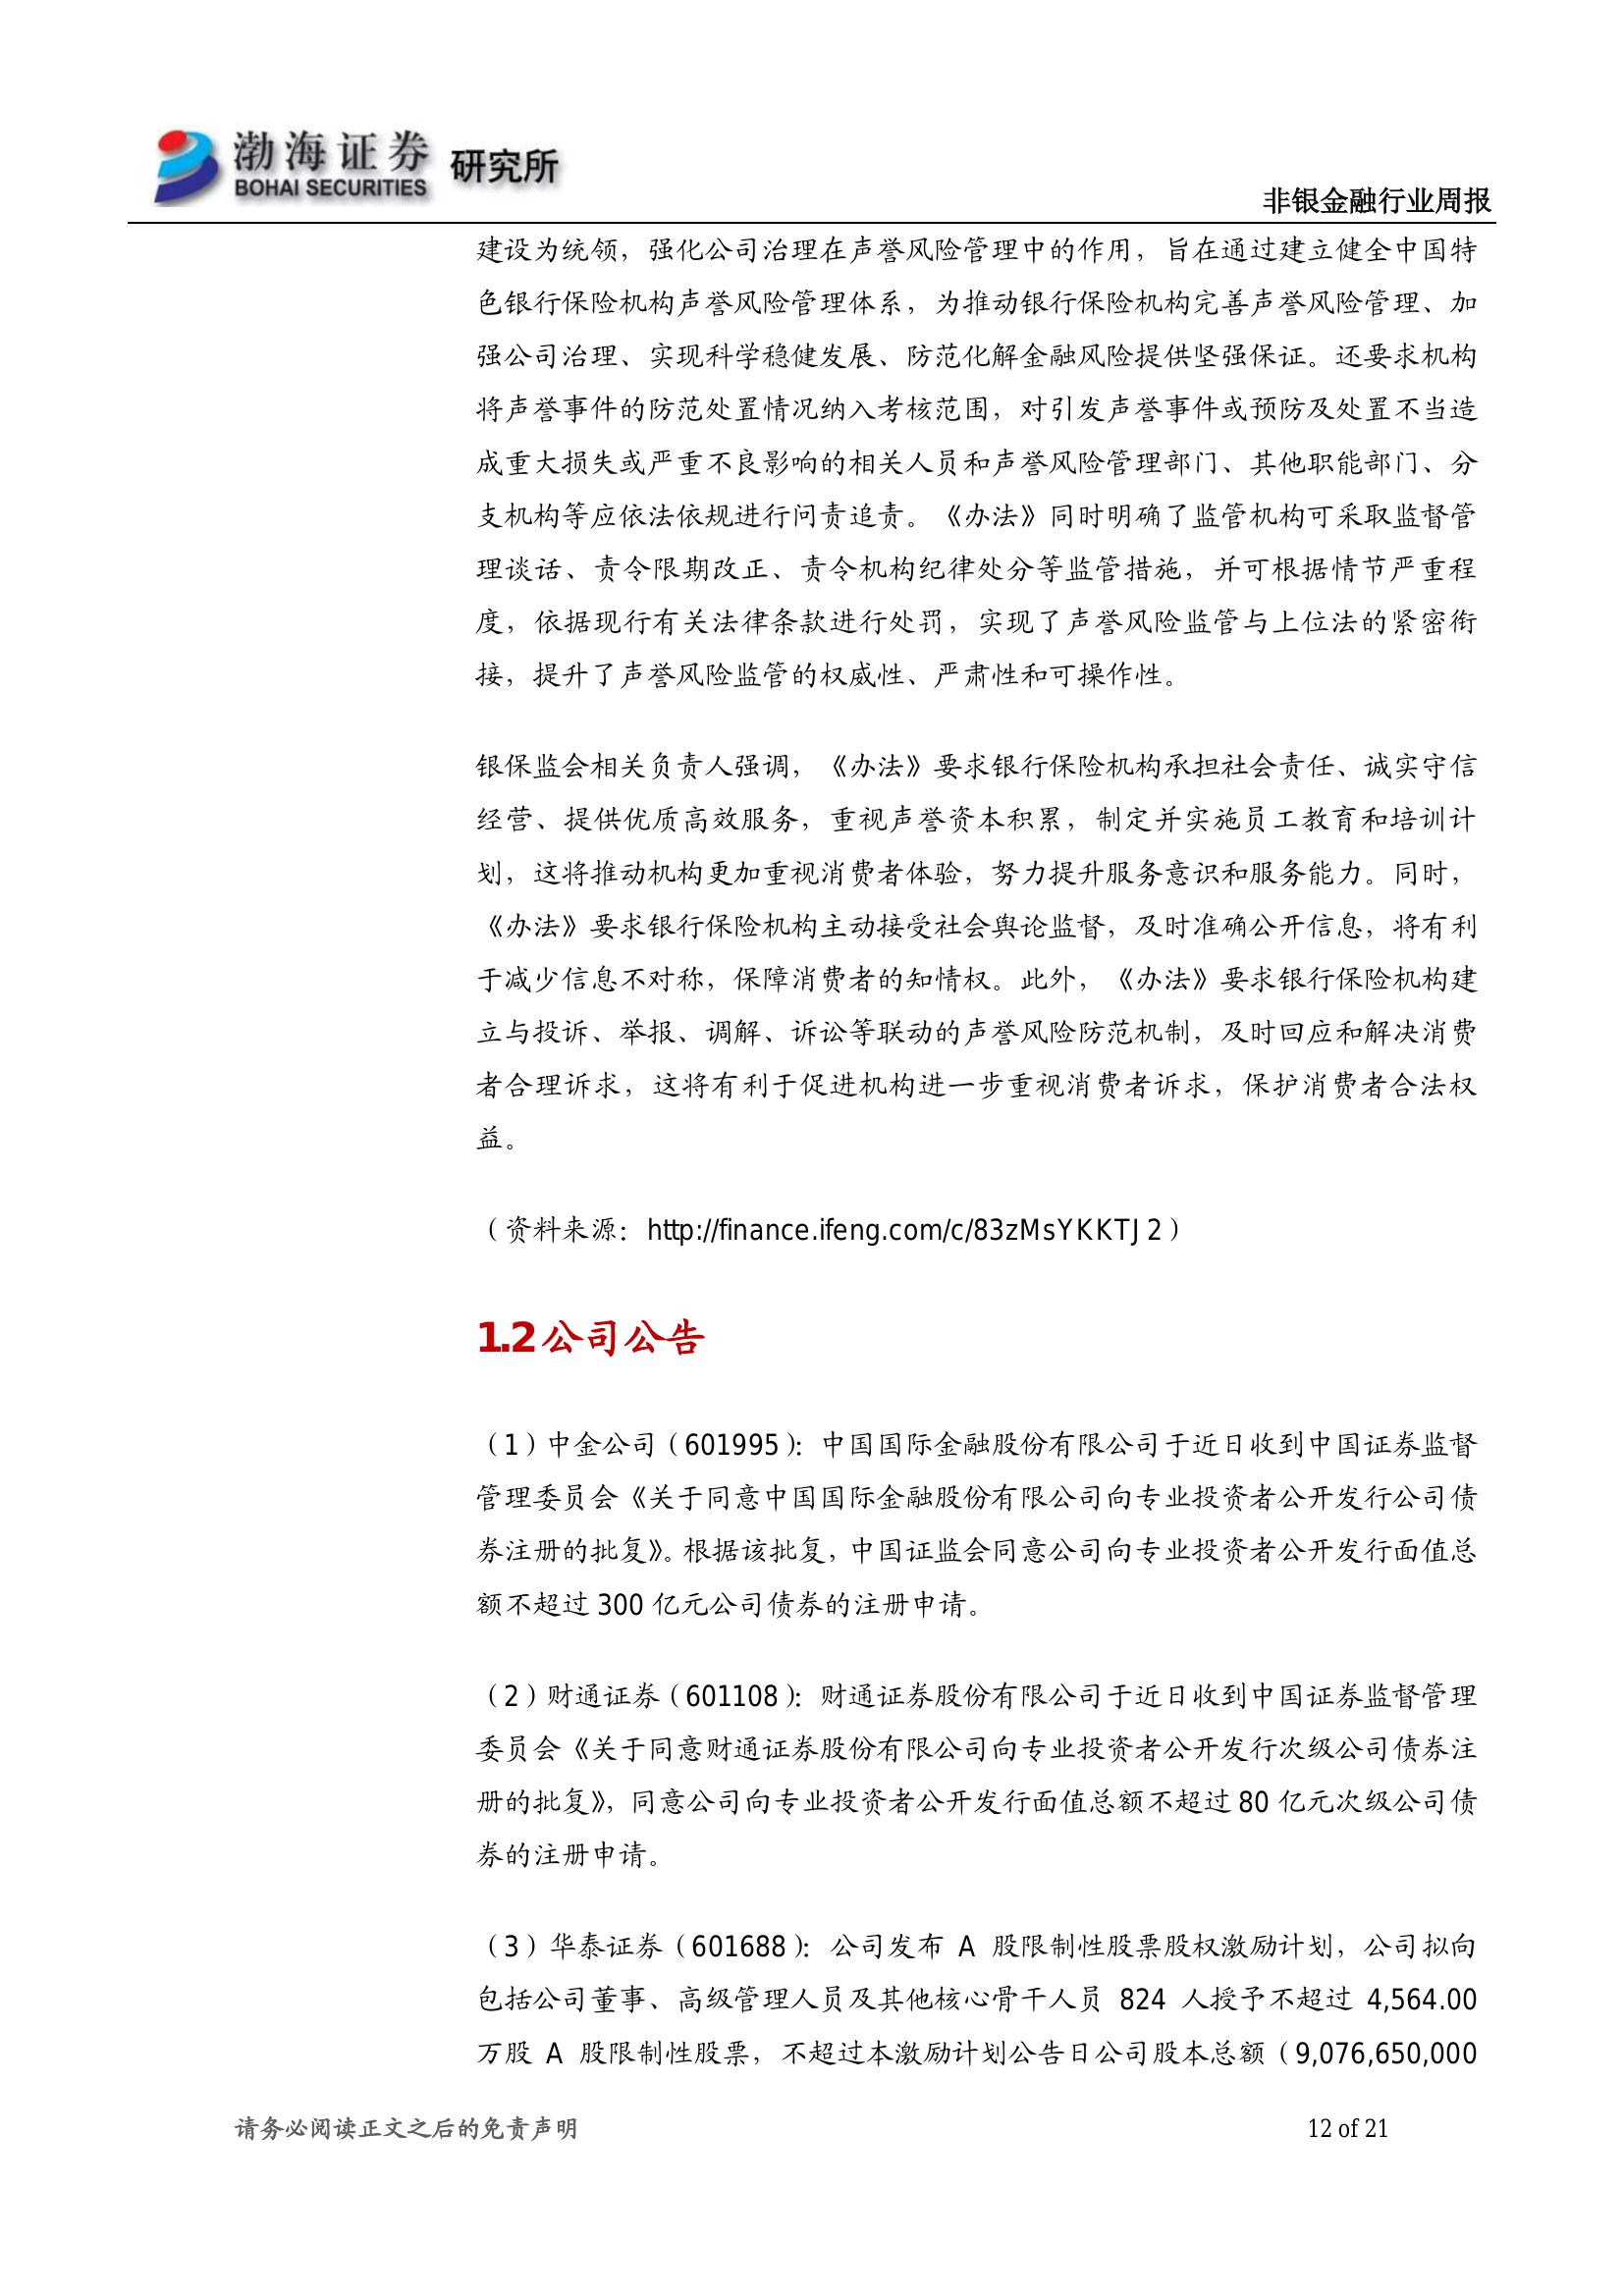 渤海证券 研究所
BOHAI SECURITIES
非银金融行业周报
建设为统领，强化公司治理在声誉风险管理中的作用，旨在通过建立健全中国特
色银行保险机构声誉风险管理体系，为推动银行保险机构完善声誉风险管理、加
强公司治理、实现科学稳健发展、防范化解金融风险提供坚强保证。还要求机构
将声誉事件的防范处置情况纳入考核范围，对引发声誉事件或预防及处置不当造
成重大损失或严重不良影响的相关人员和声誉风险管理部门、其他职能部门、分
支机构等应依法依规进行问责追责。《办法》同时明确了监管机构可采取监督管
理谈话、责令限期改正、责令机构纪律处分等监管措施，并可根据情节严重程
度，依据现行有关法律条款进行处罚，实现了声誉风险监管与上位法的紧密衔
接，提升了声誉风险监管的权威性、严肃性和可操作性。
银保监会相关负责人强调，《办法》要求银行保险机构承担社会责任、诚实守信
经营、提供优质高效服务，重视声誉资本积累，制定并实施员工教育和培训计
划，这将推动机构更加重视消费者体验，努力提升服务意识和服务能力。同时，
《办法》要求银行保险机构主动接受社会舆论监督，及时准确公开信息，将有利
于减少信息不对称，保障消费者的知情权。此外，《办法》要求银行保险机构建
立与投诉、举报、调解、诉讼等联动的声誉风险防范机制，及时回应和解决消费
者合理诉求，这将有利于促进机构进一步重视消费者诉求，保护消费者合法权
益。
（资料来源：http://finance.ifeng.com/c/83zMsYKKTJ2）
1.2 公司公告
（1）中金公司（601995）：中国国际金融股份有限公司于近日收到中国证券监督
管理委员会《关于同意中国国际金融股份有限公司向专业投资者公开发行公司债
券注册的批复》。根据该批复，中国证监会同意公司向专业投资者公开发行面值总
额不超过 300 亿元公司债券的注册申请。
（2）财通证券（601108）：财通证券股份有限公司于近日收到中国证券监督管理
委员会《关于同意财通证券股份有限公司向专业投资者公开发行次级公司债券注
册的批复》，同意公司向专业投资者公开发行面值总额不超过 80 亿元次级公司债
券的注册申请。
（3）华泰证券（601688）：公司发布 A 股限制性股票股权激励计划，公司拟向
包括公司董事、高级管理人员及其他核心骨干人员 824 人授予不超过 4,564.00
万股 A 股限制性股票，不超过本激励计划公告日公司股本总额（9,076,650,000
请务必阅读正文之后的免责声明
12 of 21